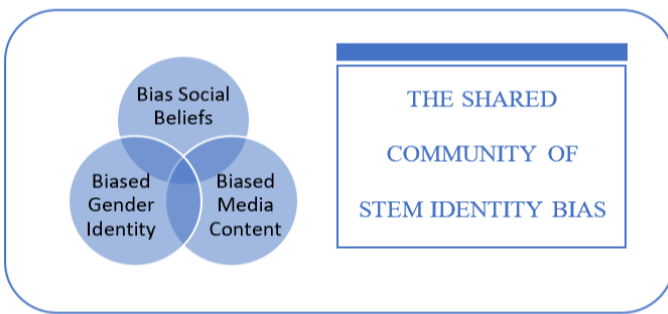 Bias Social
Beliefs
Biased
Gender
Identity
Biased
Media
Content
THE SHARED
COMMUNITY OF
STEM IDENTITY BIAS